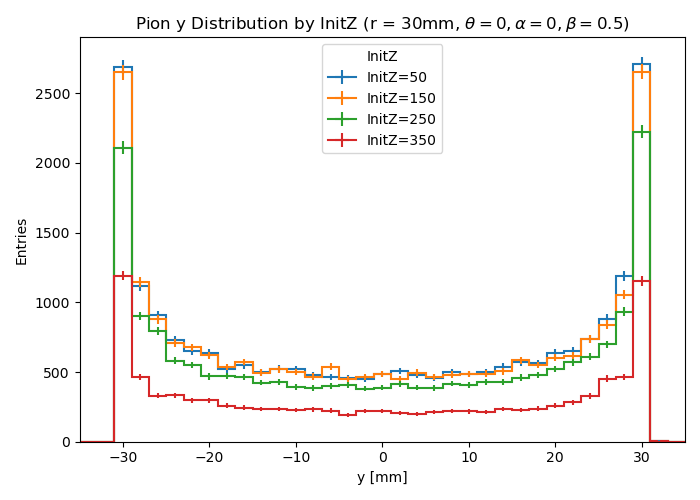 Pion y Distribution by InitZ (r = 30mm, θ = 0, α = 0, β = 0.5)
InitZ
InitZ=50
InitZ=150
InitZ=250
InitZ=350
Entries
2500
2000
1500
1000
500
0
−30
−20
−10
0
10
20
30
y [mm]